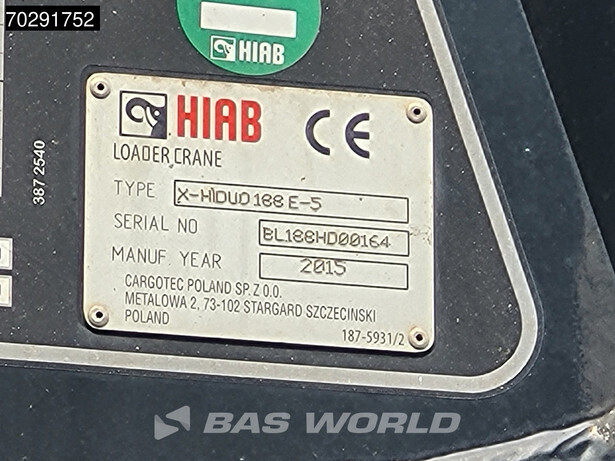 70291752
HIAB
HIAB
CE
LOADER CRANE
TYPE X-HIDUO 188 E-5
SERIAL NO BL188HD00164
MANUF. YEAR 2015
CARGOTEC POLAND SP. Z O.O.
METALOWA 2, 73-102 STARGARD SZCZECINSKI
POLAND
187-5931/2
387 2540
BAS WORLD